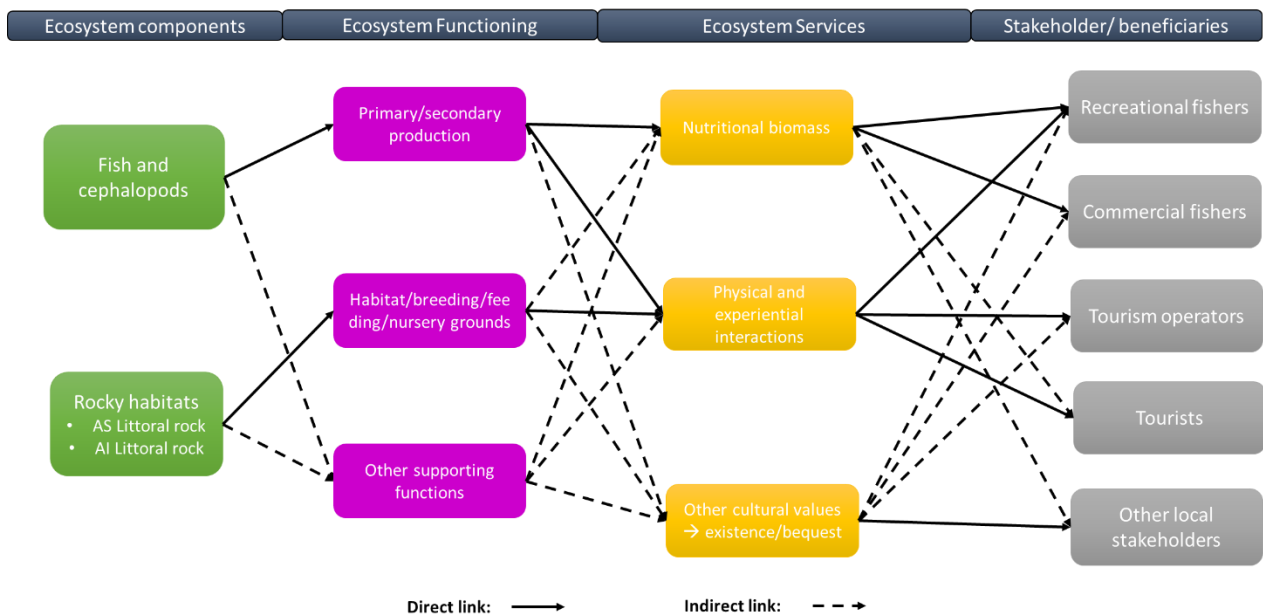 Ecosystem components
Ecosystem Functioning
Ecosystem Services
Stakeholder/ beneficiaries
Fish and
cephalopods
Rocky habitats
• AS Littoral rock
• AI Littoral rock
Primary/secondary
production
Habitat/breeding/fee
ding/nursery grounds
Other supporting
functions
Nutritional biomass
Physical and
experiential
interactions
Other cultural values
→ existence/bequest
Recreational fishers
Commercial fishers
Tourism operators
Tourists
Other local
stakeholders
Direct link:
Indirect link: